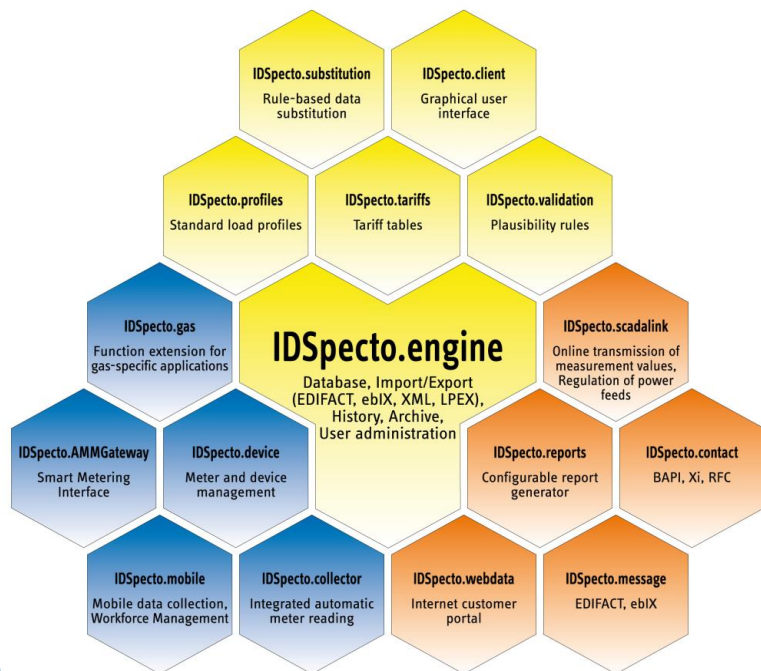 IDSpecto.substitution
Rule-based data
substitution
IDSpecto.client
Graphical user
interface
IDSpecto.profiles
Standard load profiles
IDSpecto.tariffs
Tariff tables
IDSpecto.validation
Plausibility rules
IDSpecto.gas
Function extension for
gas-specific applications
IDSpecto.engine
Database, Import/Export
(EDIFACT, ebIX, XML, LPEX),
History, Archive,
User administration
IDSpecto.scadalink
Online transmission of
measurement values,
Regulation of power
feeds
IDSpecto.AMMGateway
Smart Metering
Interface
IDSpecto.device
Meter and device
management
IDSpecto.reports
Configurable report
generator
IDSpecto.contact
BAPI, Xi, RFC
IDSpecto.mobile
Mobile data collection,
Workforce Management
IDSpecto.collector
Integrated automatic
meter reading
IDSpecto.webdata
Internet customer
portal
IDSpecto.message
EDIFACT, ebIX